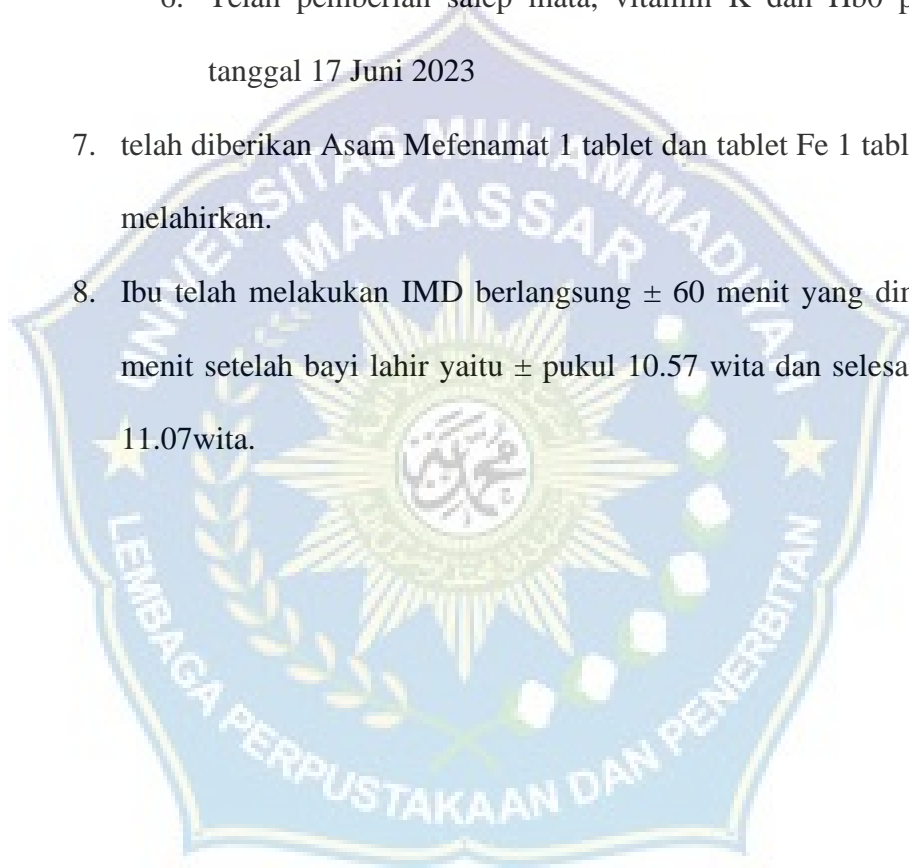 6. Telah pemberian salep mata, vitamin K dan Hb0 p
tanggal 17 Juni 2023
7. telah diberikan Asam Mefenamat 1 tablet dan tablet Fe 1 tabl
melahirkan.
8. Ibu telah melakukan IMD berlangsung ± 60 menit yang
menit setelah bayi lahir yaitu ± pukul 10.57 wita dan selesa
11.07wita.
UNIVERSITAS MUHAMMADIYAH
MAKASSAR
LEMBAGA PERPUSTAKAAN DAN PENERBITAN